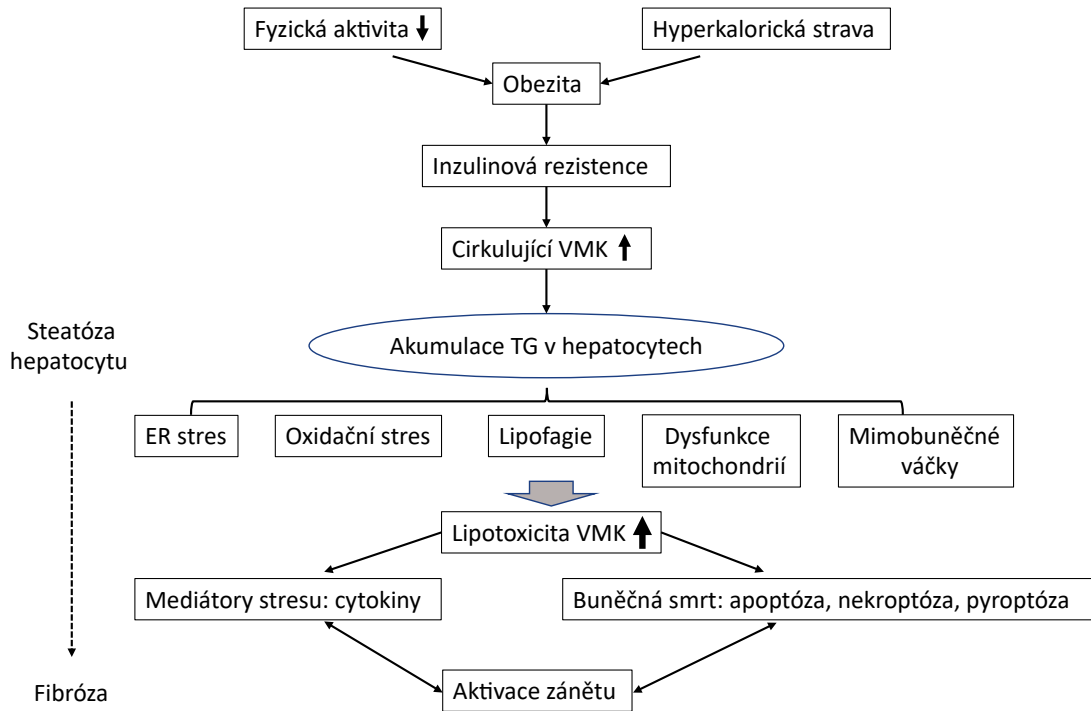 Fyzická aktivita
Hyperkalorická strava
Obezita
Inzulinová rezistence
Cirkulující VMK
Steatóza
hepatocytu
Akumulace TG v hepatocytech
ER stres
Oxidační stres
Lipofagie
Dysfunkce
mitochondrií
Mimobuněčné
váčky
Lipotoxicita VMK
Mediátory stresu: cytokiny
Buněčná smrt: apoptóza, nekroptóza, pyroptóza
Fibróza
Aktivace zánětu